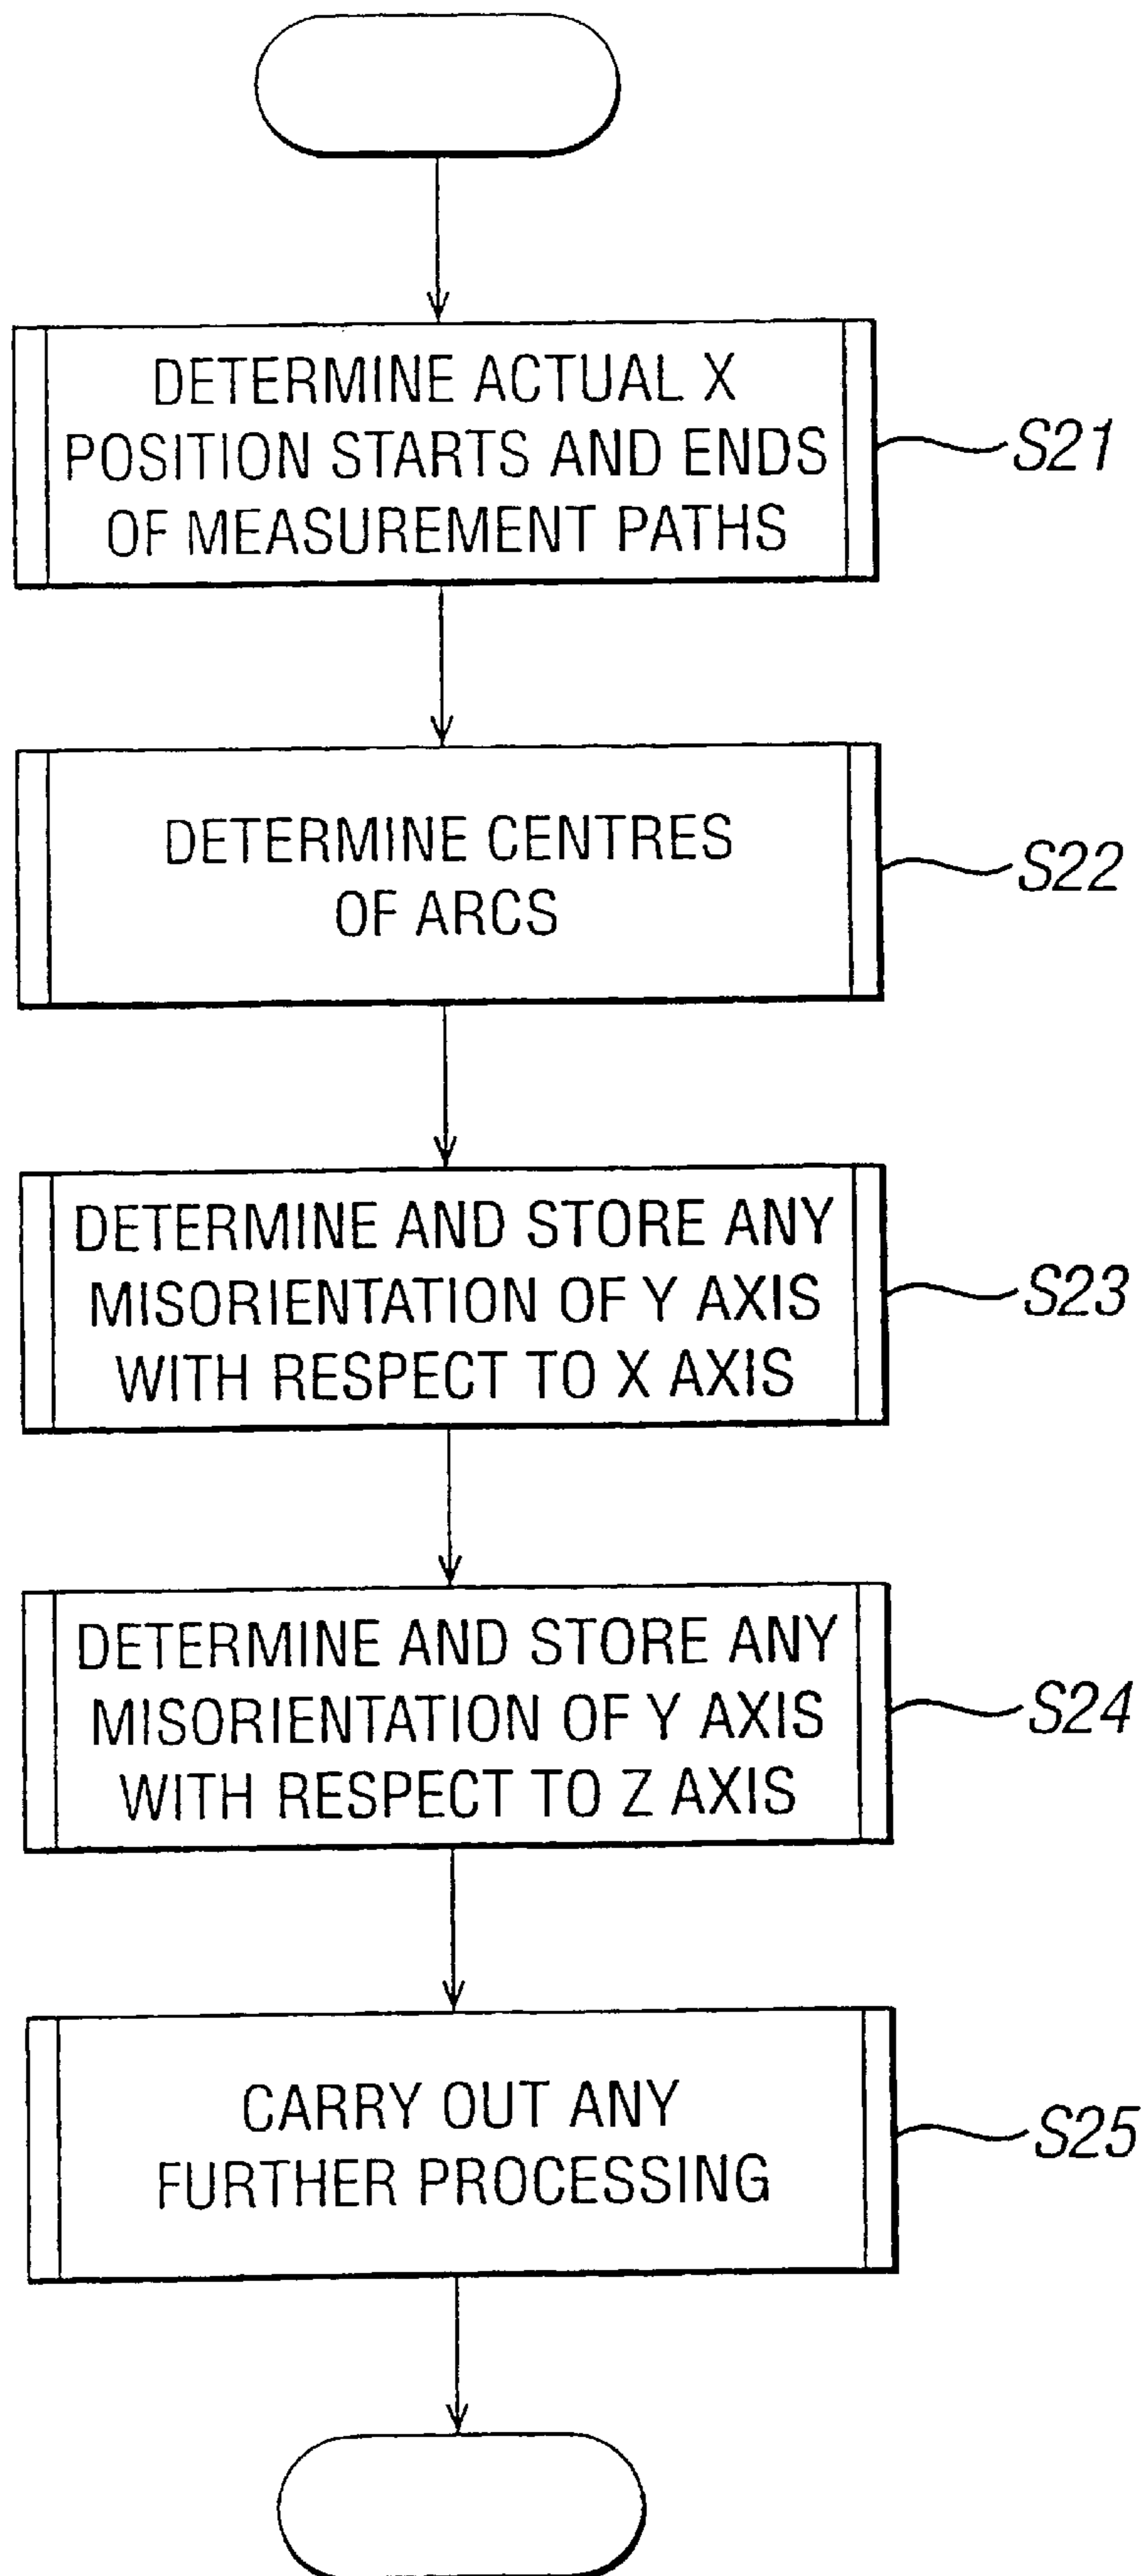 DETERMINE ACTUAL X
POSITION STARTS AND ENDS
OF MEASUREMENT PATHS
S21
DETERMINE CENTRES
OF ARCS
S22
DETERMINE AND STORE ANY
MISORIENTATION OF Y AXIS
WITH RESPECT TO X AXIS
S23
DETERMINE AND STORE ANY
MISORIENTATION OF Y AXIS
WITH RESPECT TO Z AXIS
S24
CARRY OUT ANY
FURTHER PROCESSING
S25